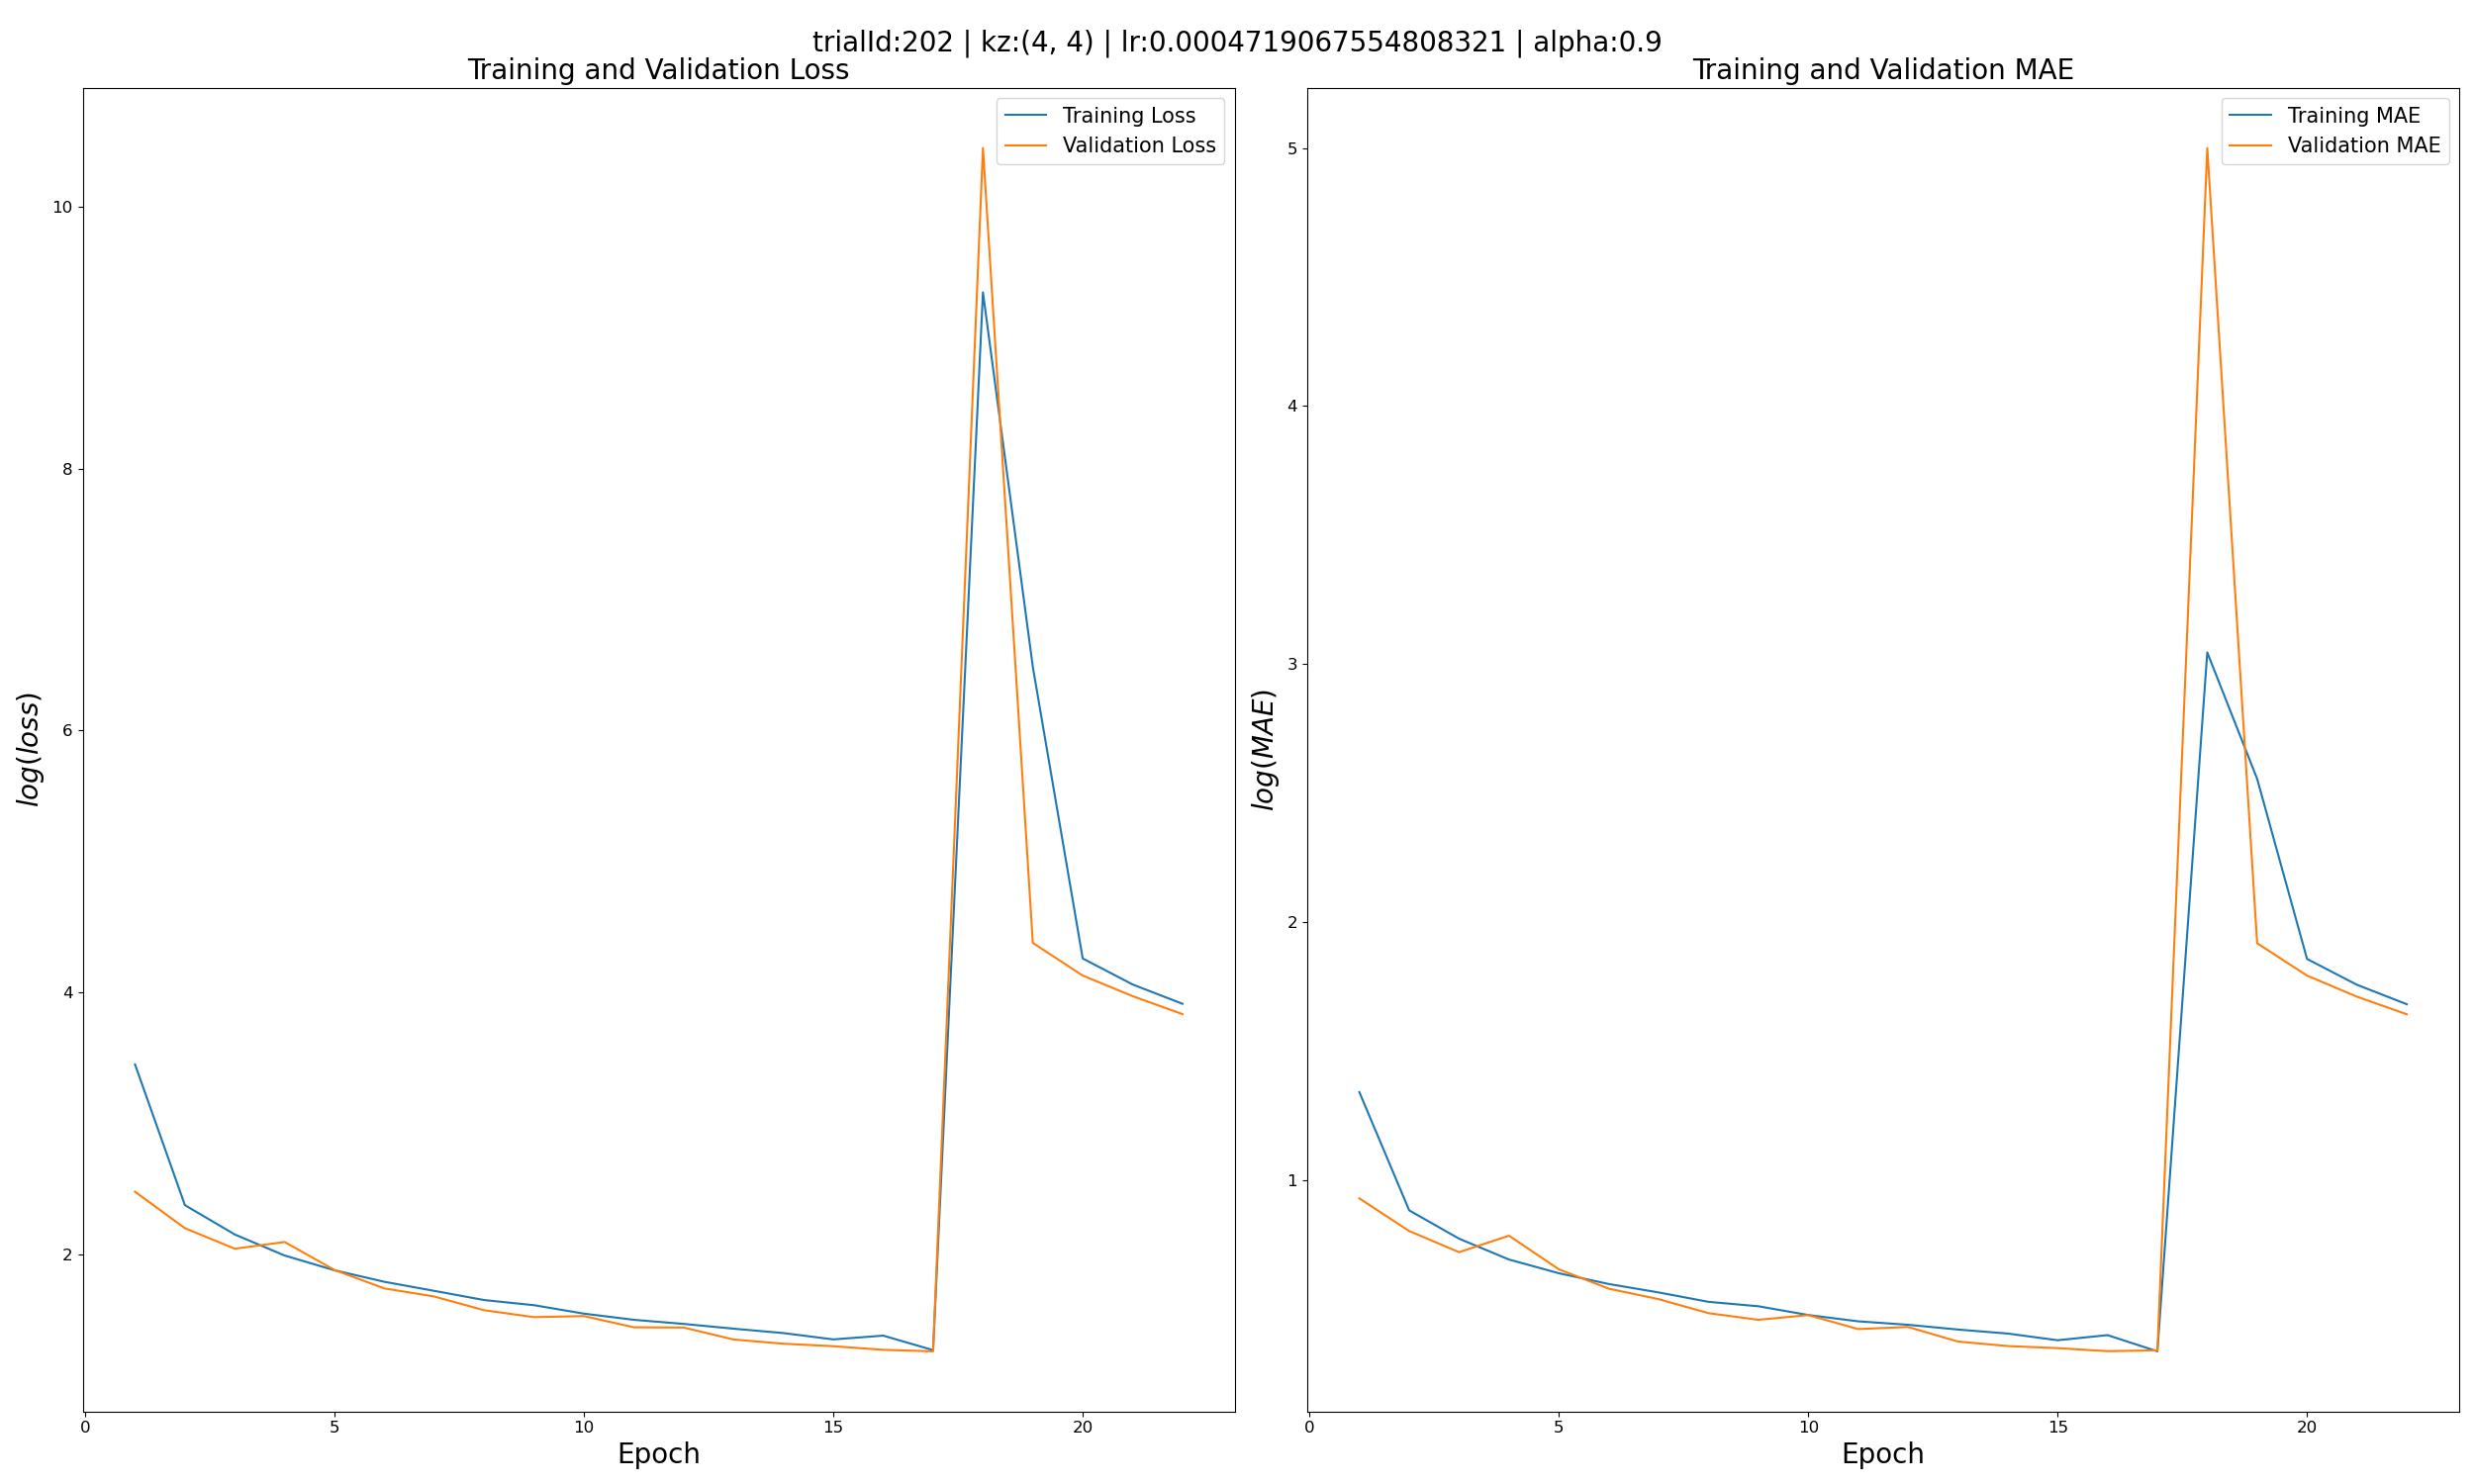 trialId:202 | kz:(4, 4) | lr:0.0004719067554808321 | alpha:0.9
Training and Validation Loss
Training Loss
Validation Loss
10
8
6
4
2
log(loss)
0
5
10
15
20
Epoch
Training and Validation MAE
Training MAE
Validation MAE
5
4
3
2
1
log(MAE)
0
5
10
15
20
Epoch